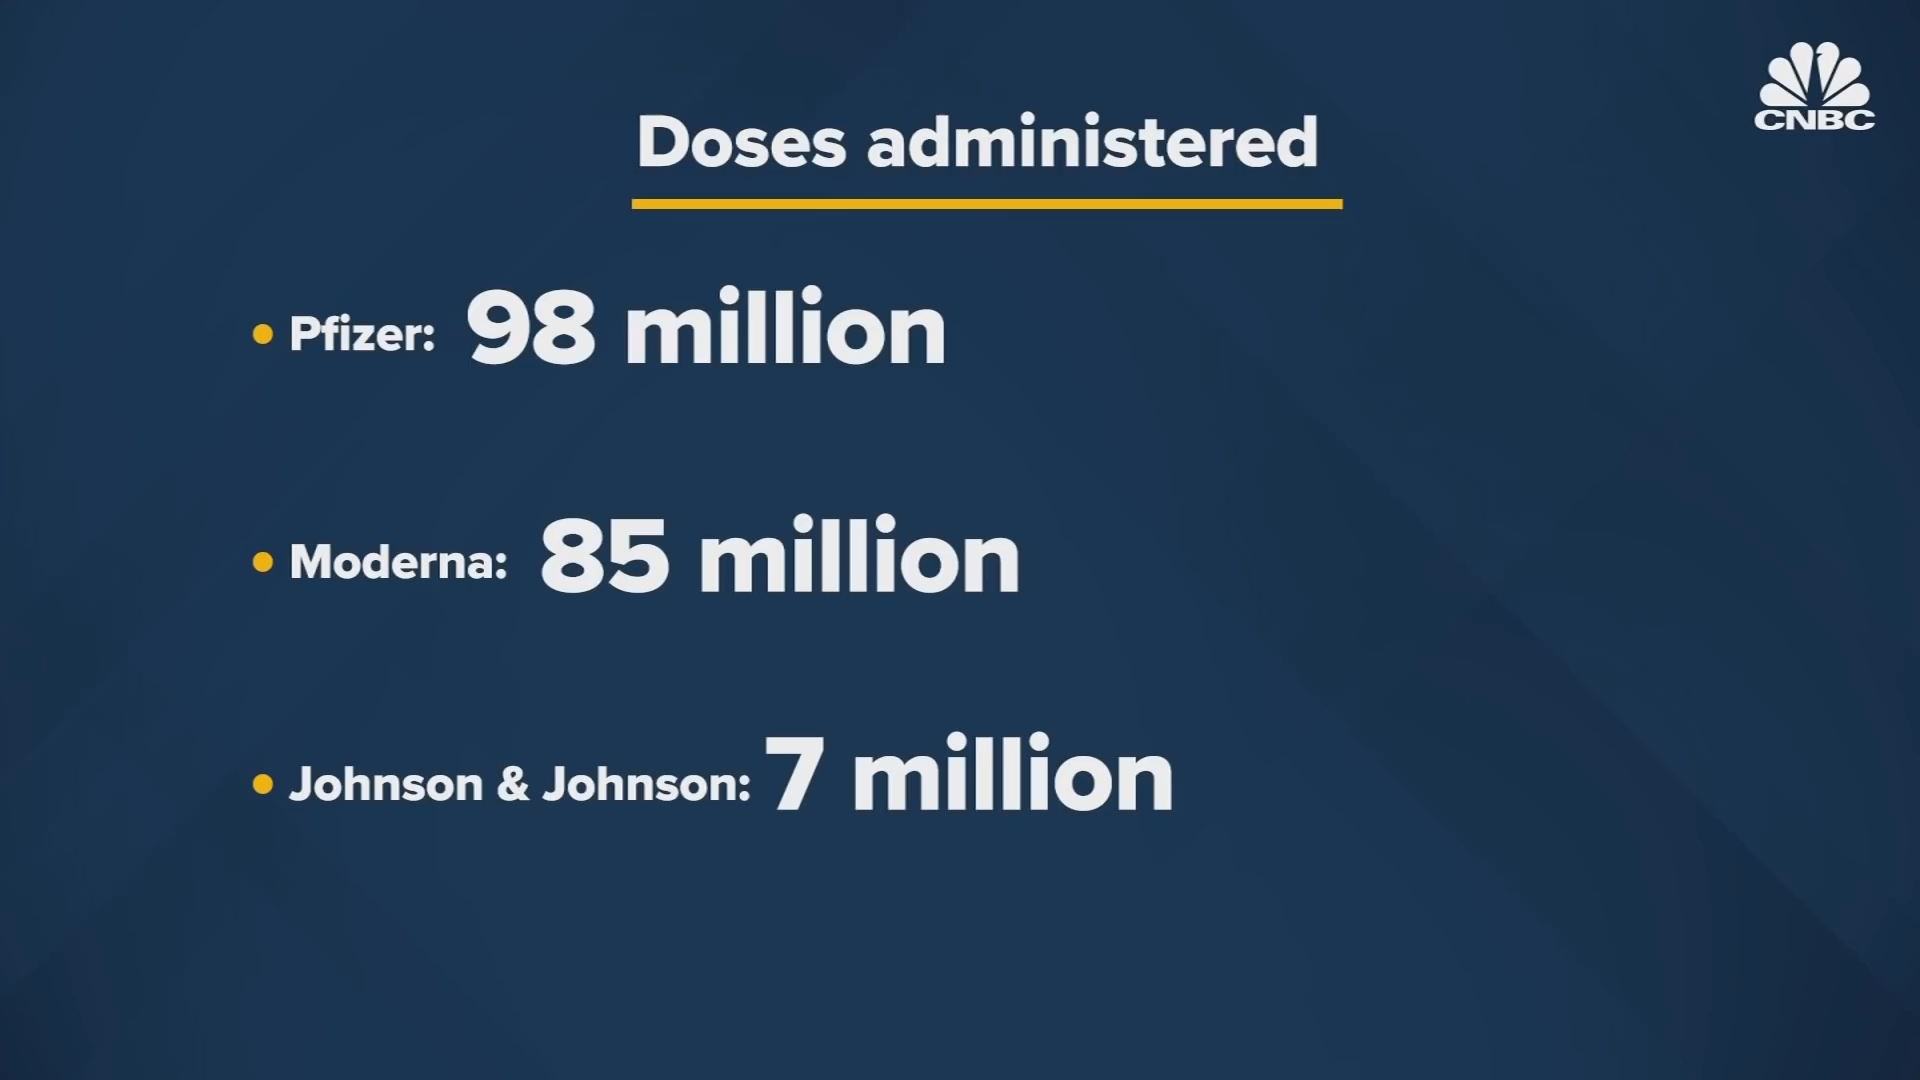 CNBC
Doses administered
• Pfizer: 98 million
• Moderna: 85 million
• Johnson & Johnson: 7 million